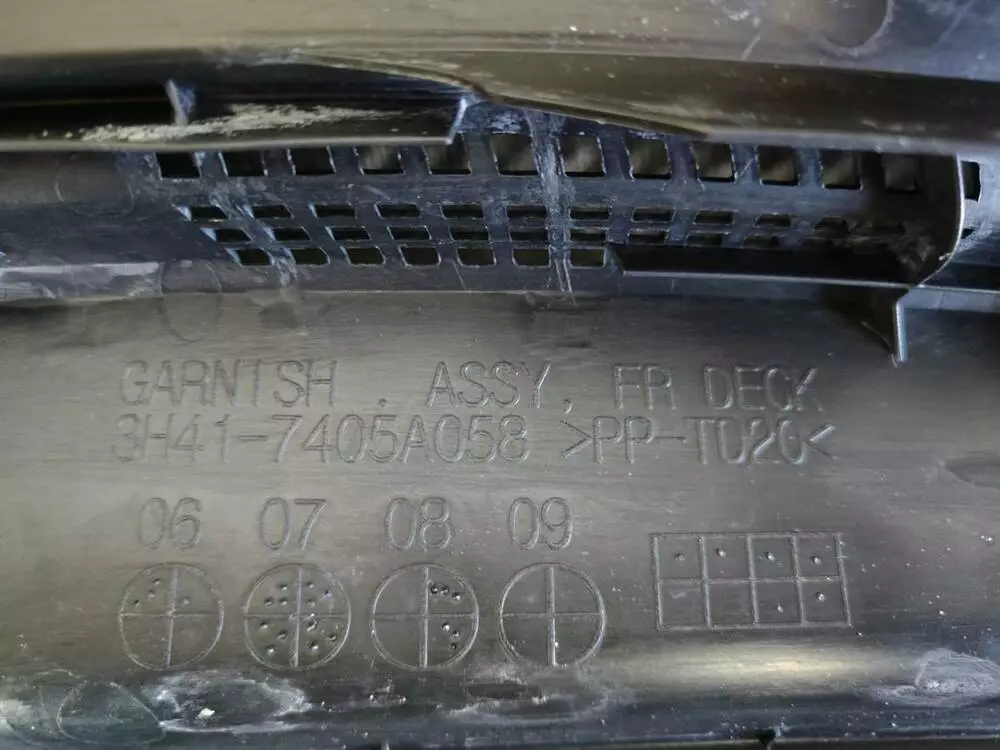 GARNISH . ASSY, FR DECK
3H41-7405A058 >PP-TD20<
06 07 08 09